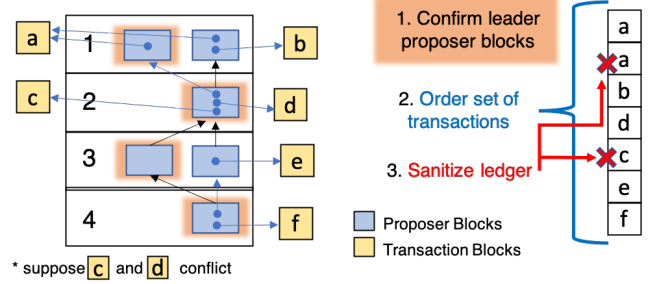 a
b
1
c
2
d
3
e
4
f
* suppose c and d conflict
1. Confirm leader
proposer blocks
2. Order set of
transactions
3. Sanitize ledger
Proposer Blocks
Transaction Blocks
a
a
b
d
c
e
f